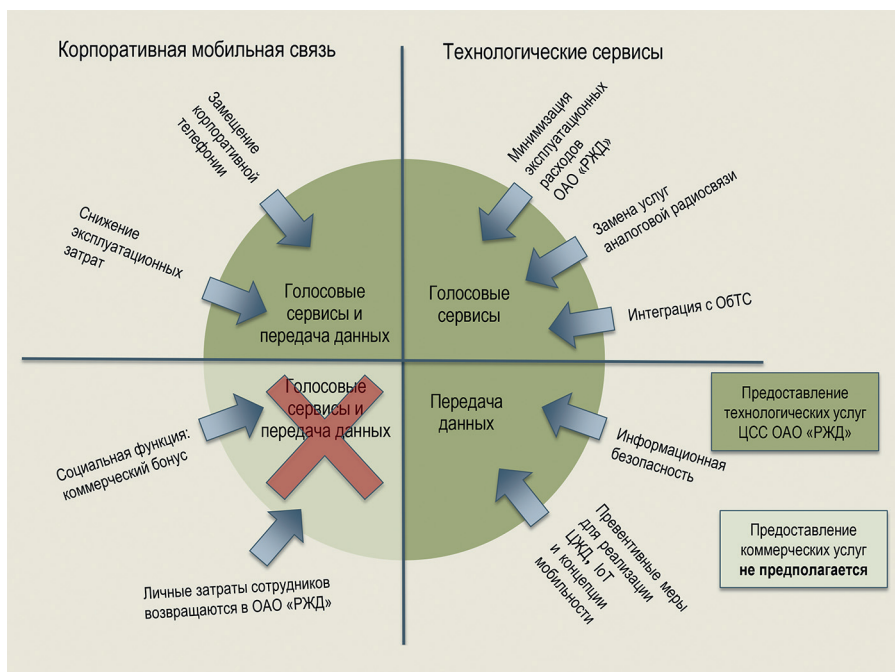 Корпоративная мобильная связь
Технологические сервисы
Замещение
корпоративной
телефонии
Снижение
эксплуатационных
затрат
Голосовые
сервисы и
передача данных
Минимизация
эксплуатационных
расходов
ОАО «РЖД»
Замена услуг
аналоговой радиосвязи
Интеграция с ОбТС
Голосовые
сервисы
Голосовые
сервисы и
передача данных
Социальная функция:
коммерческий бонус
Личные затраты сотрудников
возвращаются в ОАО «РЖД»
Передача
данных
Информационная
безопасность
Превентивные меры
для реализации
ЦЖД, IoT
и концепции
мобильности
Предоставление
технологических услуг
ЦСС ОАО «РЖД»
Предоставление
коммерческих услуг
не предполагается